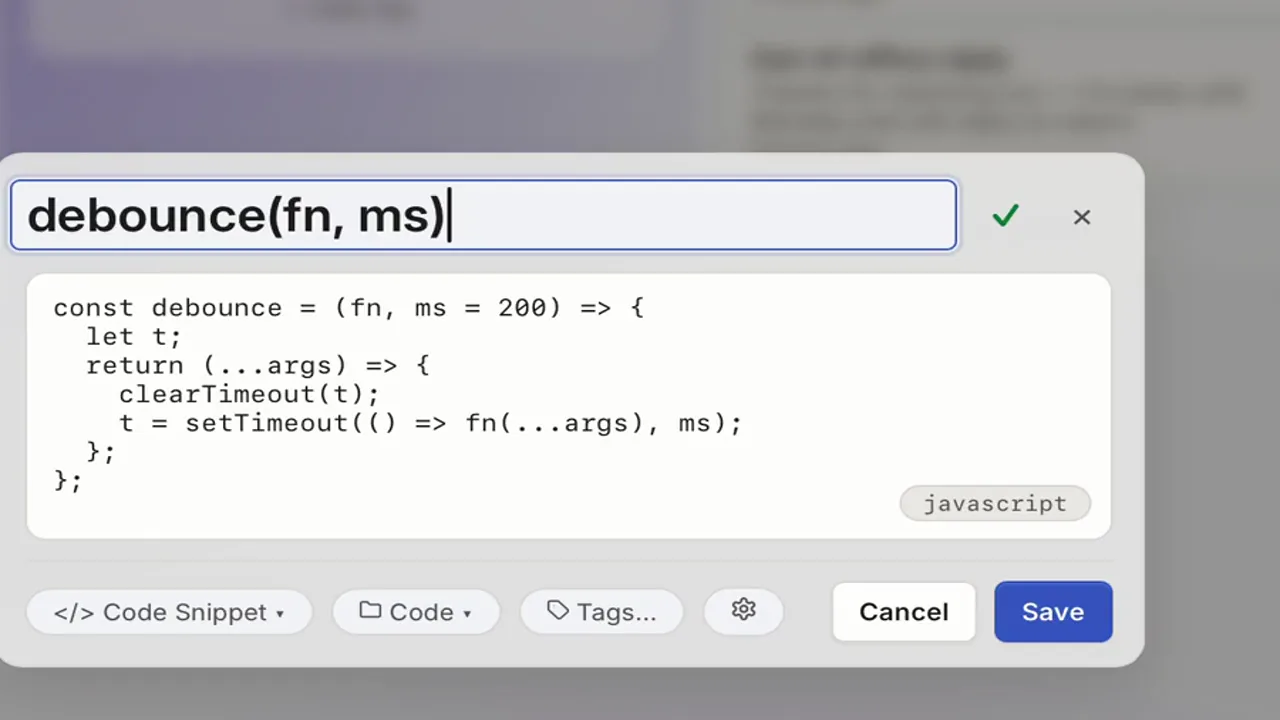 debounce(fn, ms)
const debounce = (fn, ms = 200) => {
  let t;
  return (...args) => {
    clearTimeout(t);
    t = setTimeout(() => fn(...args), ms);
  };
};
javascript
</> Code Snippet ▾
Code ▾
Tags...
Cancel
Save